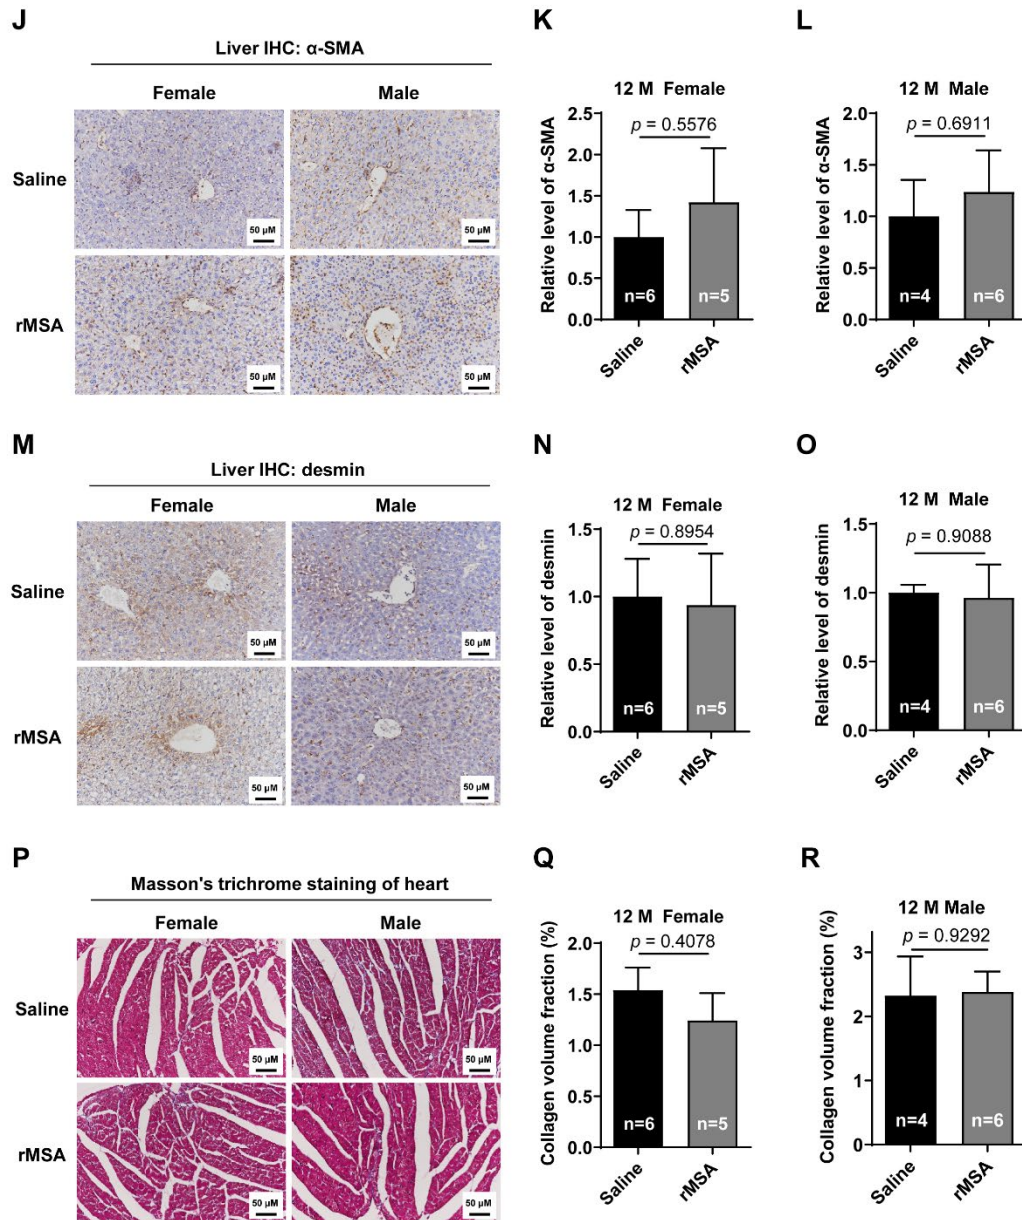 J
Liver IHC: α-SMA
Female Male
Saline
50 µM
50 µM
rMSA
50 µM
50 µM
K
12 M Female
p = 0.5576
Relative level of α-SMA
2.5
2.0
1.5
1.0
0.5
0.0
n=6
n=5
Saline
rMSA
L
12 M Male
p = 0.6911
Relative level of α-SMA
2.0
1.5
1.0
0.5
0.0
n=4
n=6
Saline
rMSA
M
Liver IHC: desmin
Female Male
Saline
50 µM
50 µM
rMSA
50 µM
50 µM
N
12 M Female
p = 0.8954
Relative level of desmin
1.5
1.0
0.5
0.0
n=6
n=5
Saline
rMSA
O
12 M Male
p = 0.9088
Relative level of desmin
1.5
1.0
0.5
0.0
n=4
n=6
Saline
rMSA
P
Masson's trichrome staining of heart
Female Male
Saline
50 µM
50 µM
rMSA
50 µM
50 µM
Q
12 M Female
p = 0.4078
Collagen volume fraction (%)
2.0
1.5
1.0
0.5
0.0
n=6
n=5
Saline
rMSA
R
12 M Male
p = 0.9292
Collagen volume fraction (%)
3
2
1
0
n=4
n=6
Saline
rMSA